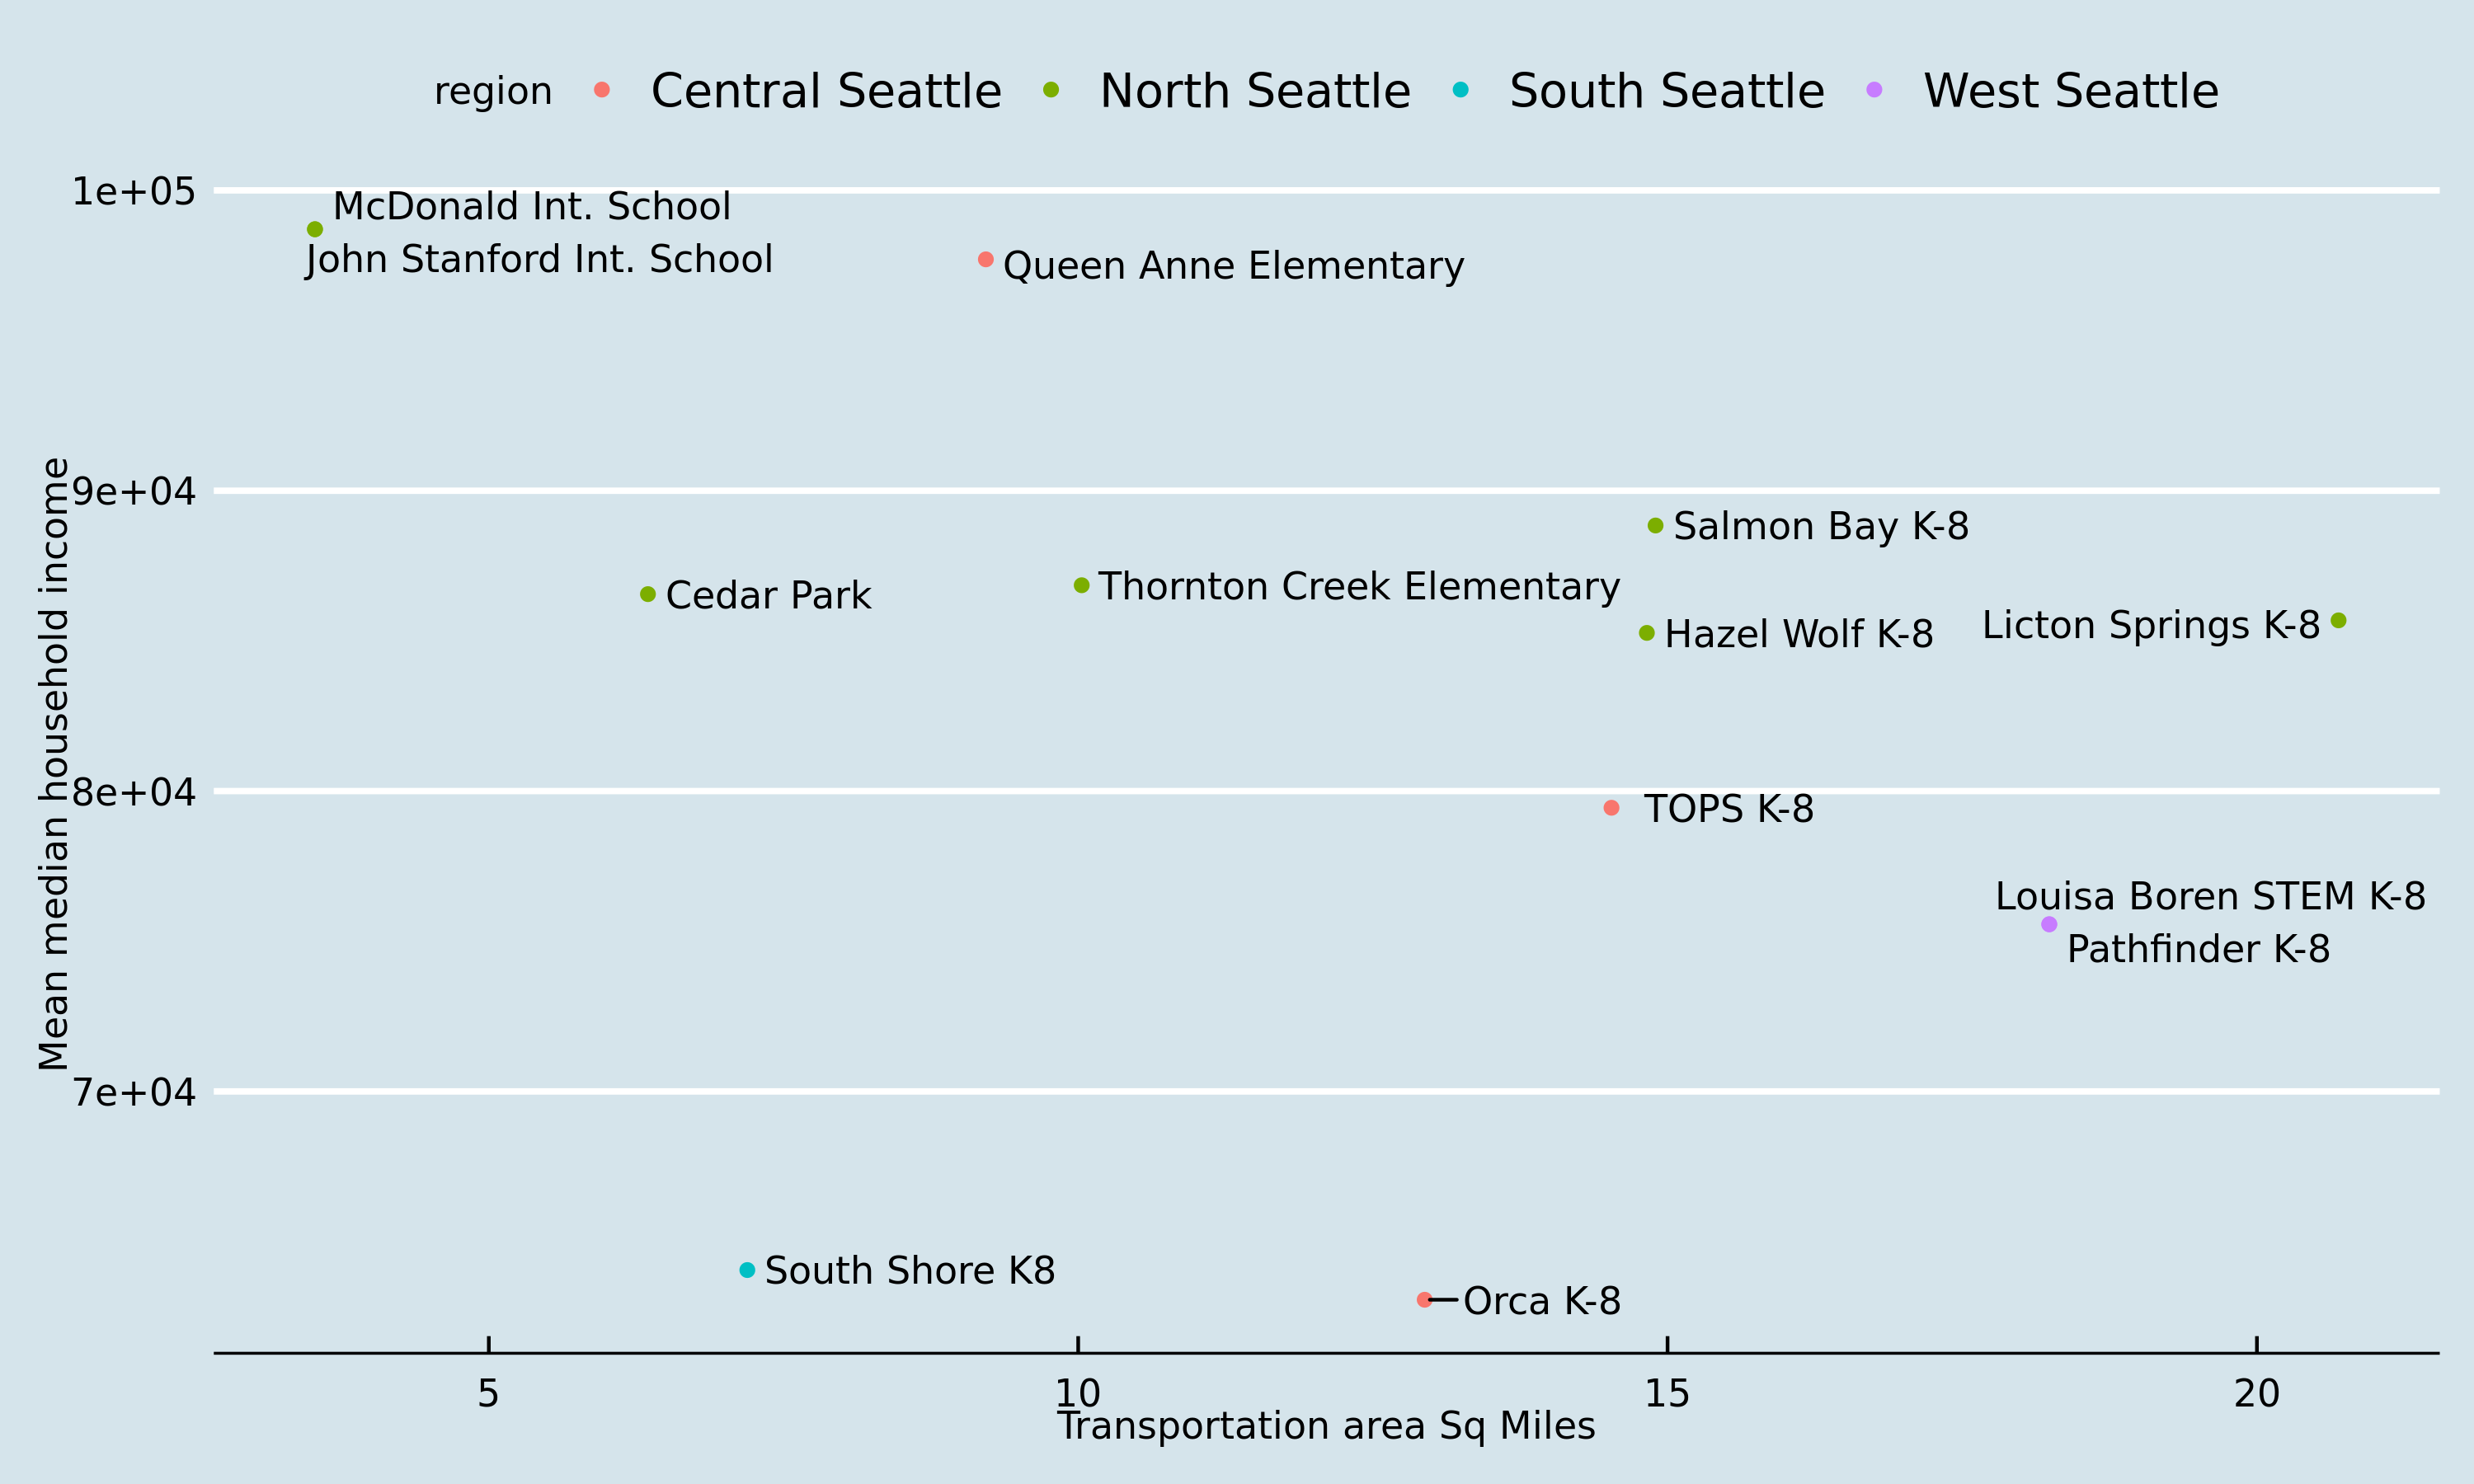 region Central Seattle North Seattle South Seattle West Seattle
1e+05
McDonald Int. School
John Stanford Int. School
Queen Anne Elementary
9e+04
Salmon Bay K-8
Cedar Park
Thornton Creek Elementary
Hazel Wolf K-8
Licton Springs K-8
Mean median household income
8e+04
TOPS K-8
Louisa Boren STEM K-8
Pathfinder K-8
7e+04
South Shore K8
Orca K-8
5 10 15 20
Transportation area Sq Miles